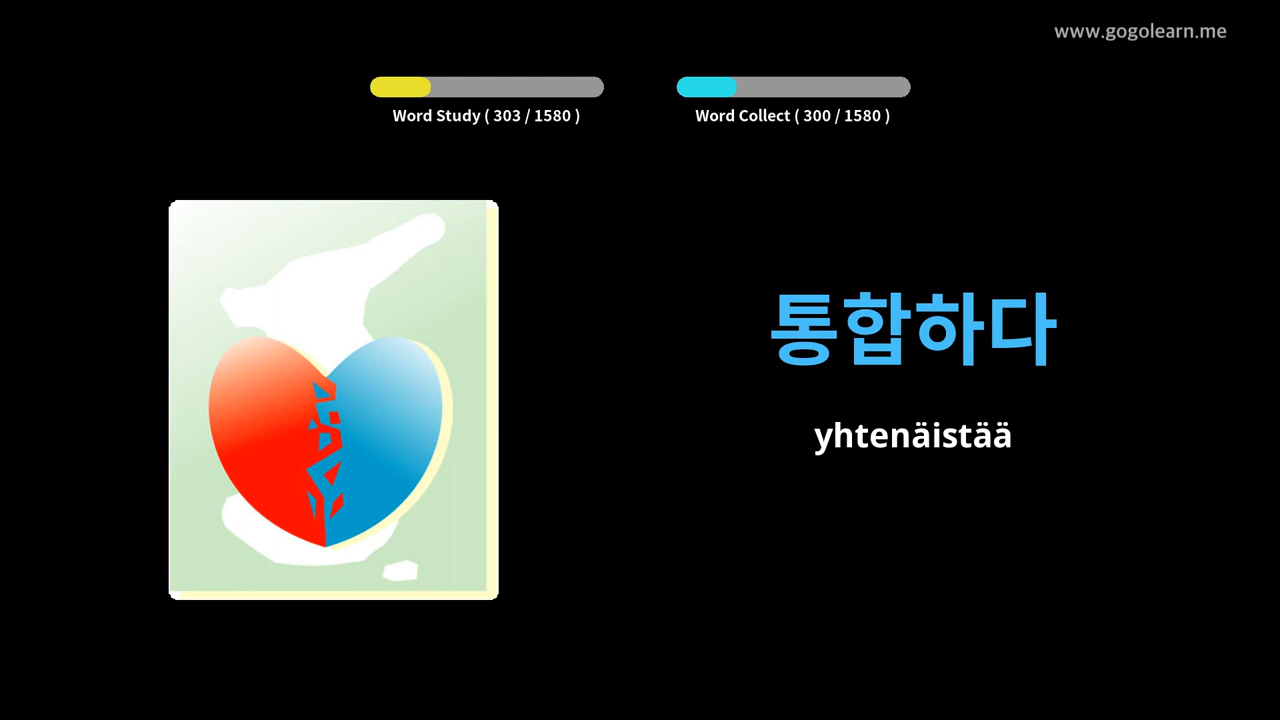 www.gogolearn.me
Word Study ( 303 / 1580 )
Word Collect ( 300 / 1580 )
통합하다
yhtenäistää